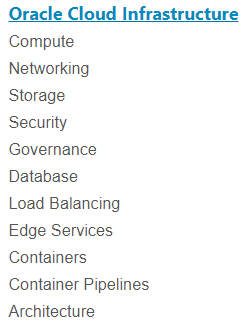 Oracle Cloud Infrastructure
Compute
Networking
Storage
Security
Governance
Database
Load Balancing
Edge Services
Containers
Container Pipelines
Architecture